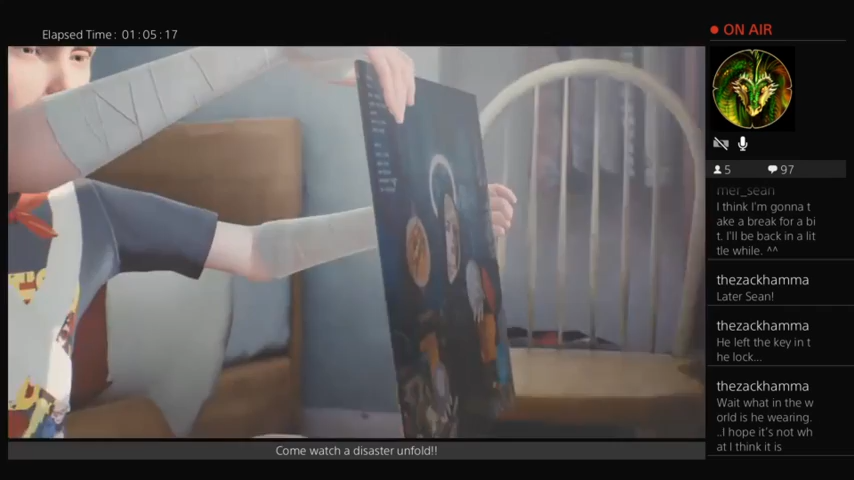 Elapsed Time: 01:05:17
ON AIR
5
97
mer_sean
I think I'm gonna t
ake a break for a bi
t. I'll be back in a lit
tle while. ^^
thezackhamma
Later Sean!
thezackhamma
He left the key in t
he lock...
thezackhamma
Wait what in the w
orld is he wearing.
..I hope it's not wh
at I think it is
Come watch a disaster unfold!!